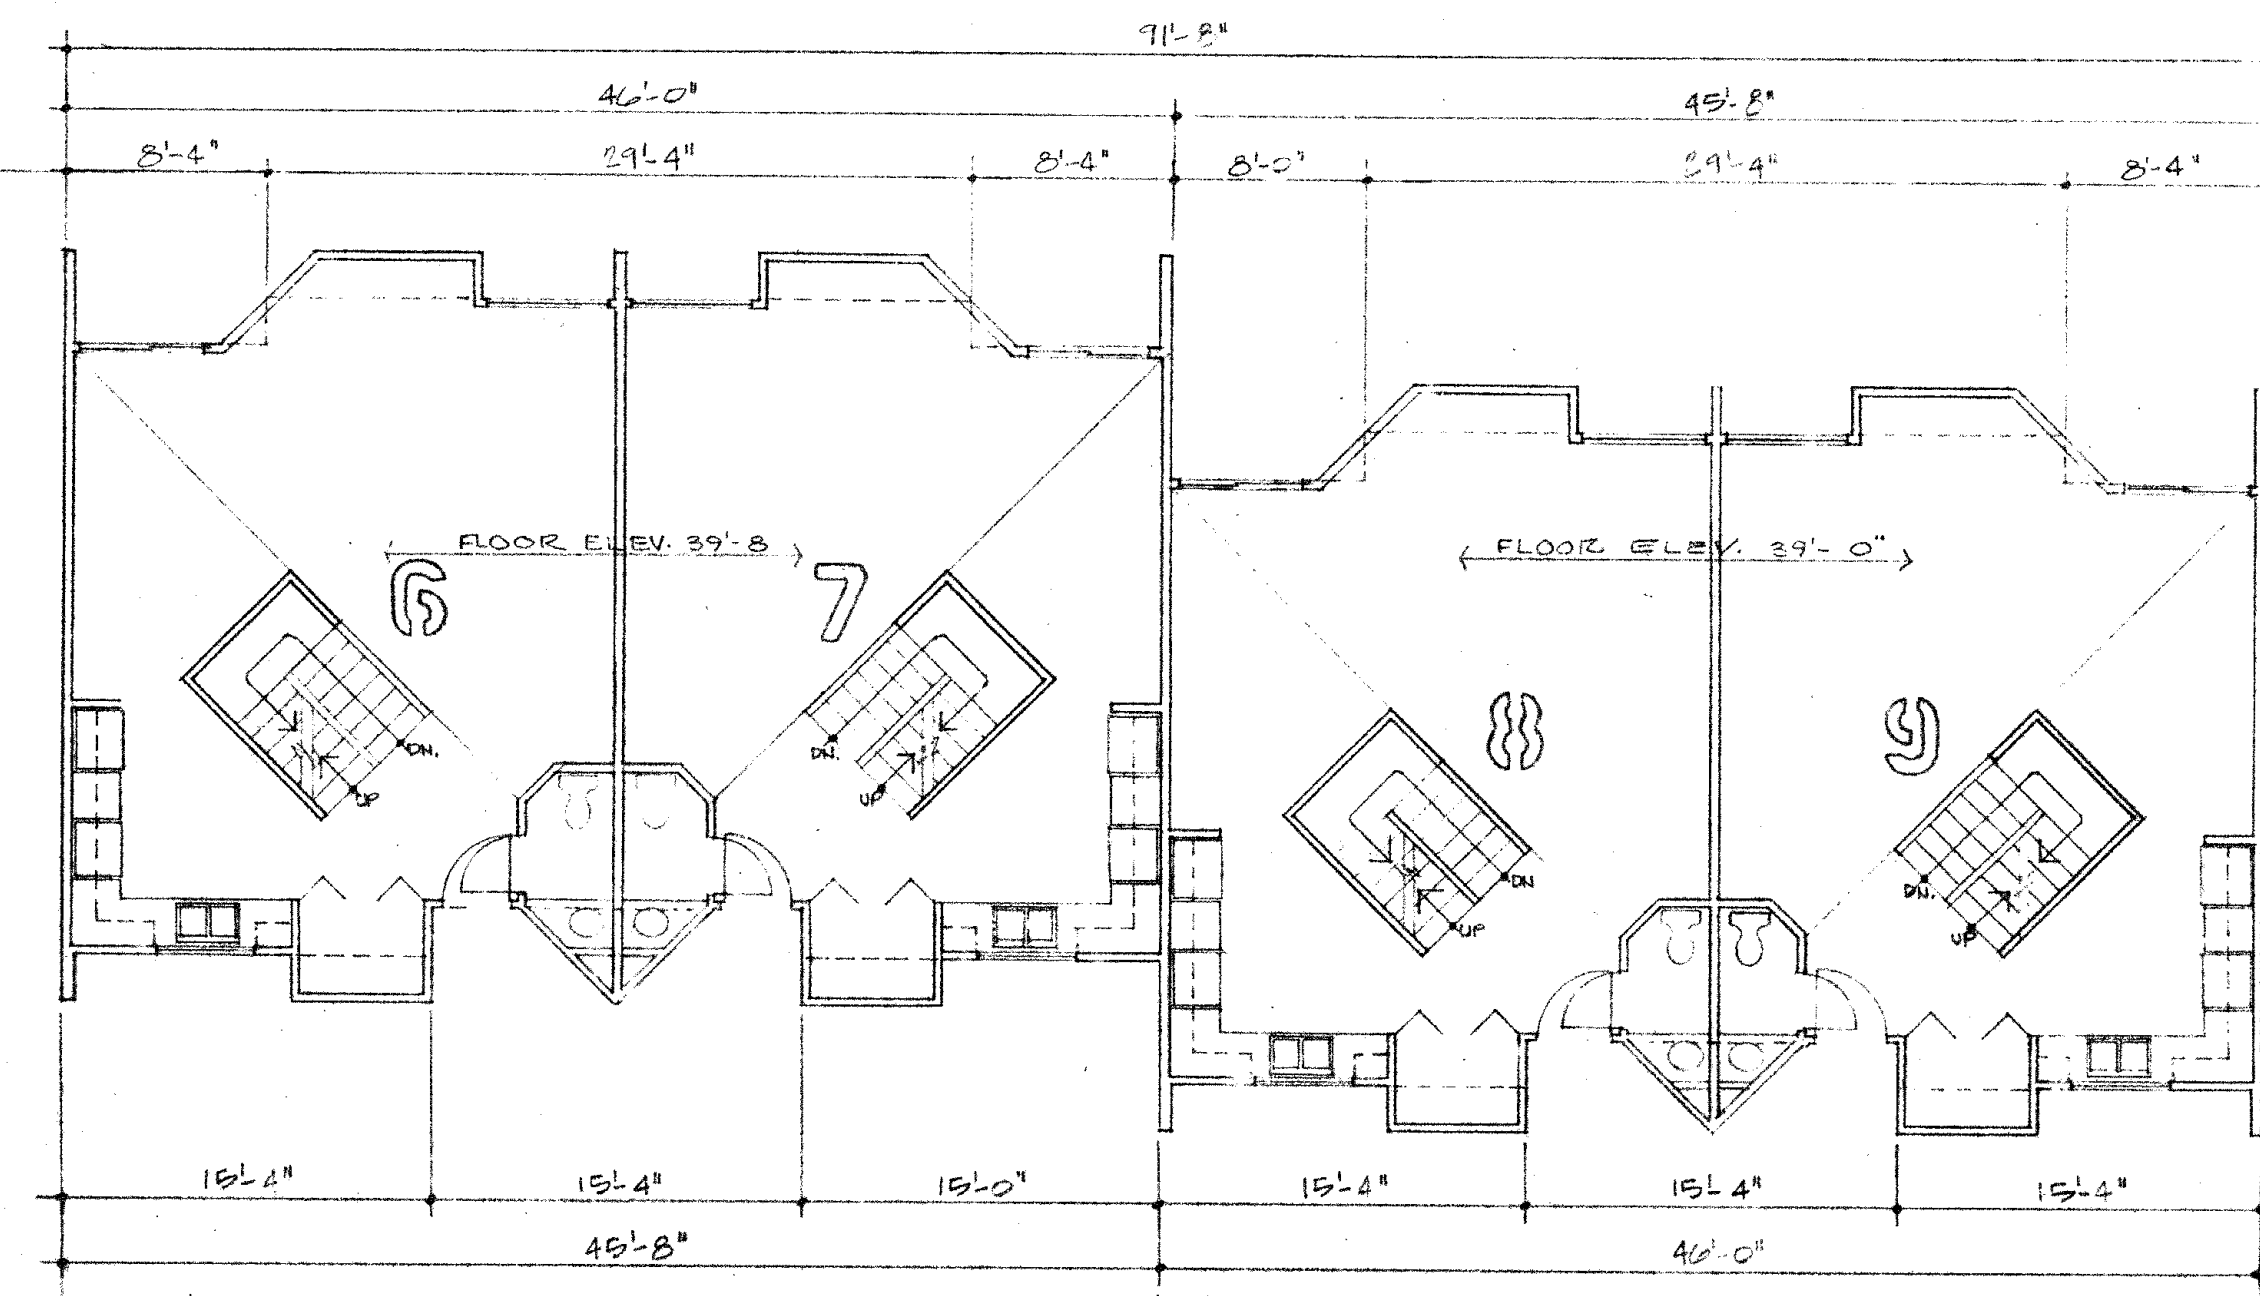 91'-8"
46'-0"
45'-8"
8'-4"
29'-4"
8'-4"
8'-0"
29'-4"
8'-4"
FLOOR ELEV. 39'-8
FLOOR ELEV. 39'-0"
6
7
8
9
DN.
DN.
UP
UP
DN
DN.
UP
UP
15'-4"
15'-4"
15'-0"
15'-4"
15'-4"
15'-4"
45'-8"
46'-0"